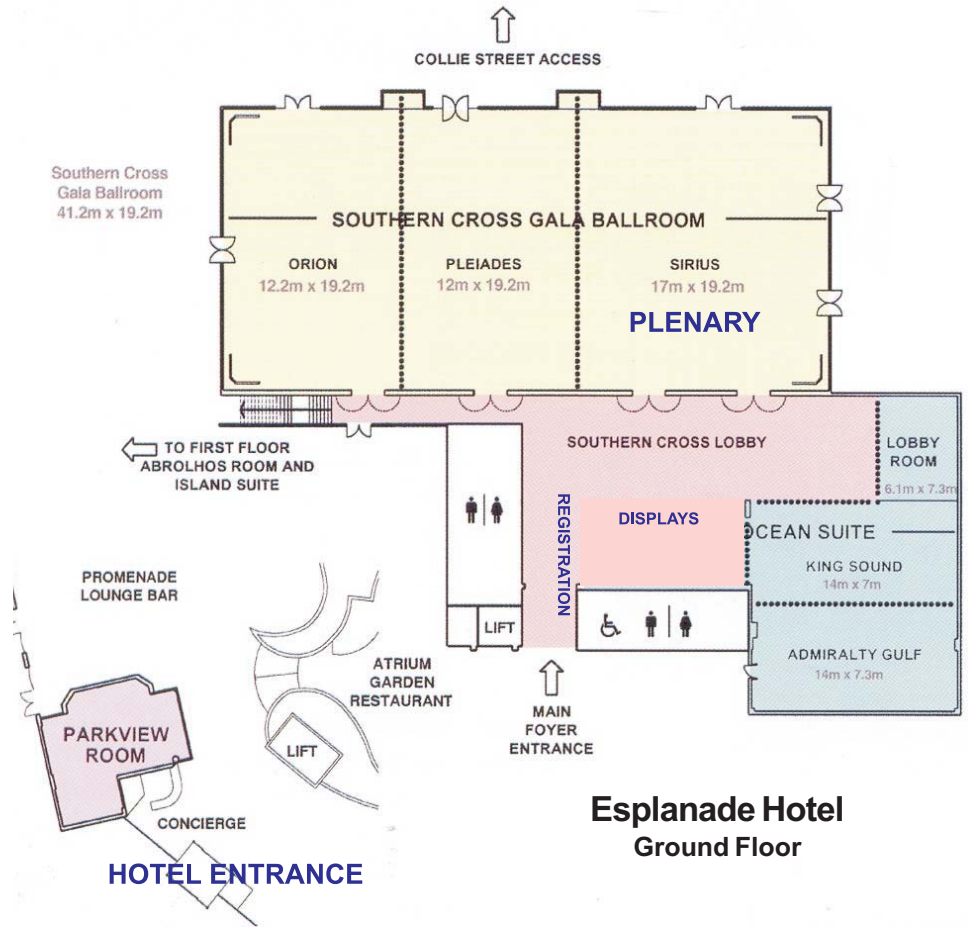 COLLIE STREET ACCESS
Southern Cross
Gala Ballroom
41.2m x 19.2m
SOUTHERN CROSS GALA BALLROOM
ORION
12.2m x 19.2m
PLEIADES
12m x 19.2m
SIRIUS
17m x 19.2m
PLENARY
TO FIRST FLOOR
ABROLHOS ROOM AND
ISLAND SUITE
SOUTHERN CROSS LOBBY
LOBBY
ROOM
6.1m x 7.3m
REGISTRATION
DISPLAYS
OCEAN SUITE
KING SOUND
14m x 7m
ADMIRALTY GULF
14m x 7.3m
LIFT
MAIN
FOYER
ENTRANCE
PROMENADE
LOUNGE BAR
ATRIUM
GARDEN
RESTAURANT
PARKVIEW
ROOM
LIFT
CONCIERGE
HOTEL ENTRANCE
Esplanade Hotel
Ground Floor